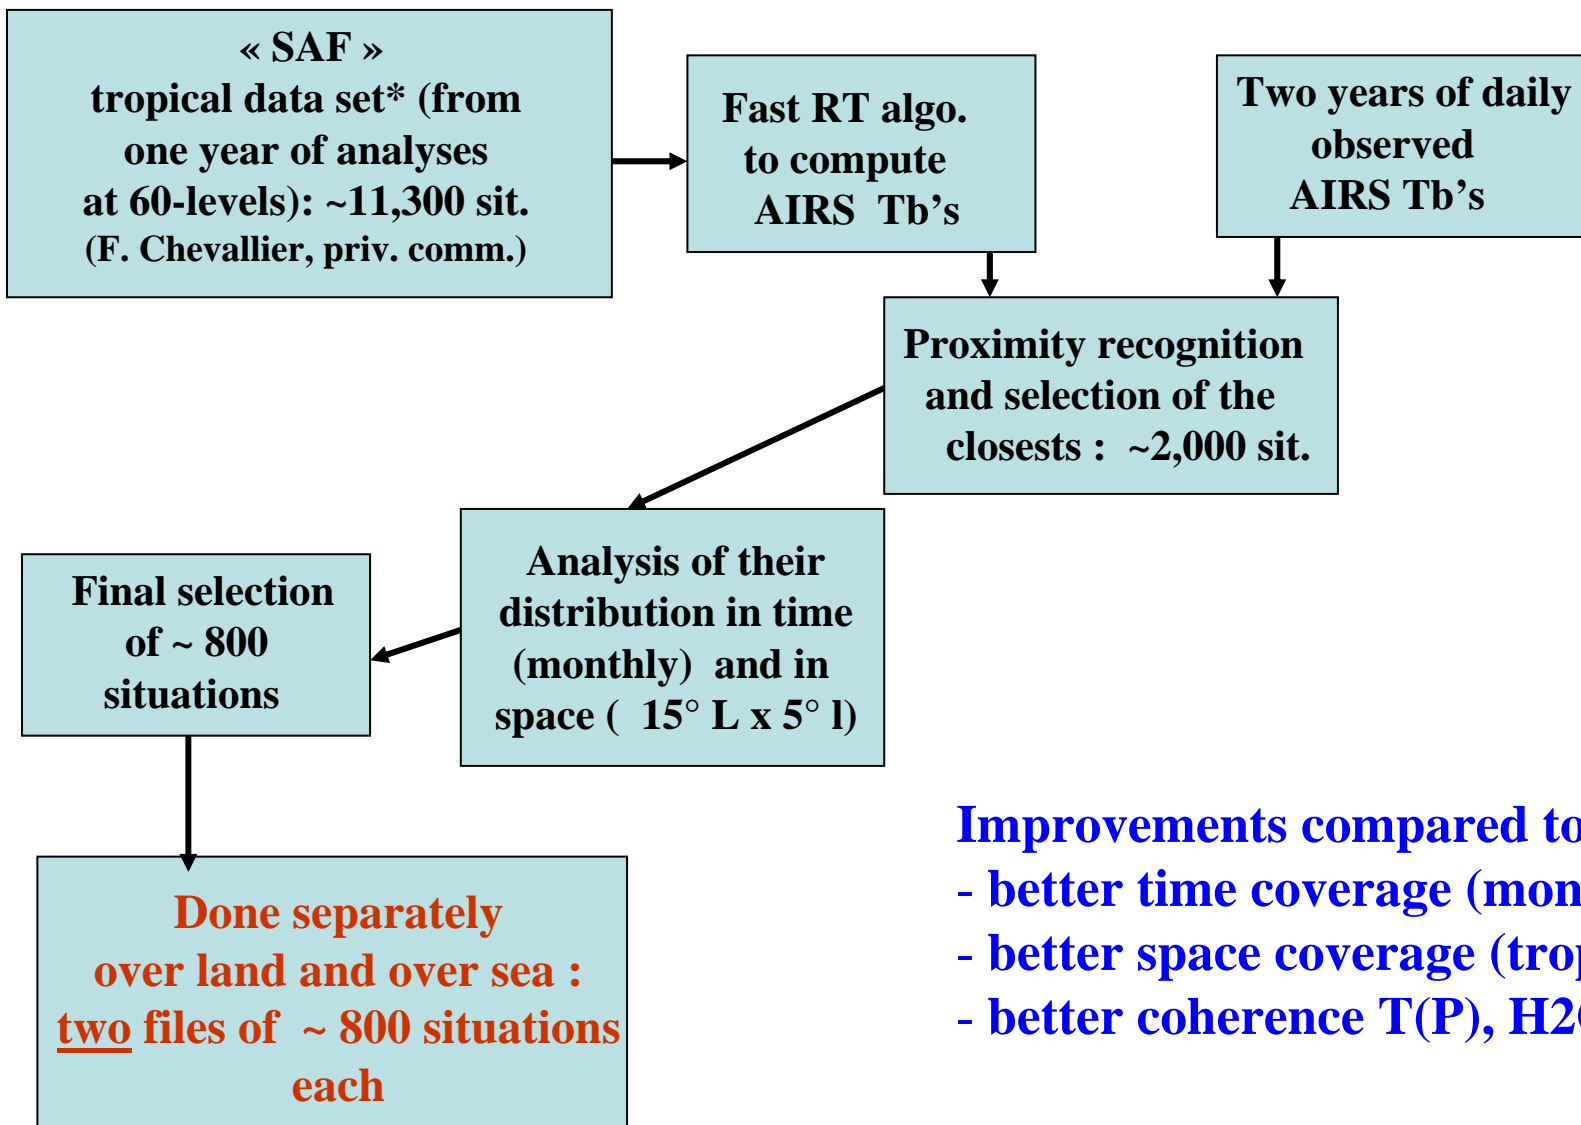 « SAF »
tropical data set* (from
one year of analyses
at 60-levels): ~11,300 sit.
(F. Chevallier, priv. comm.)
Fast RT algo.
to compute
AIRS Tb’s
Two years of daily
observed
AIRS Tb’s
Proximity recognition
and selection of the
closests : ~2,000 sit.
Analysis of their
distribution in time
(monthly) and in
space ( 15° L x 5° l)
Final selection
of ~ 800
situations
Done separately
over land and over sea :
two files of ~ 800 situations
each
Improvements compared to
- better time coverage (mon
- better space coverage (trop
- better coherence T(P), H2